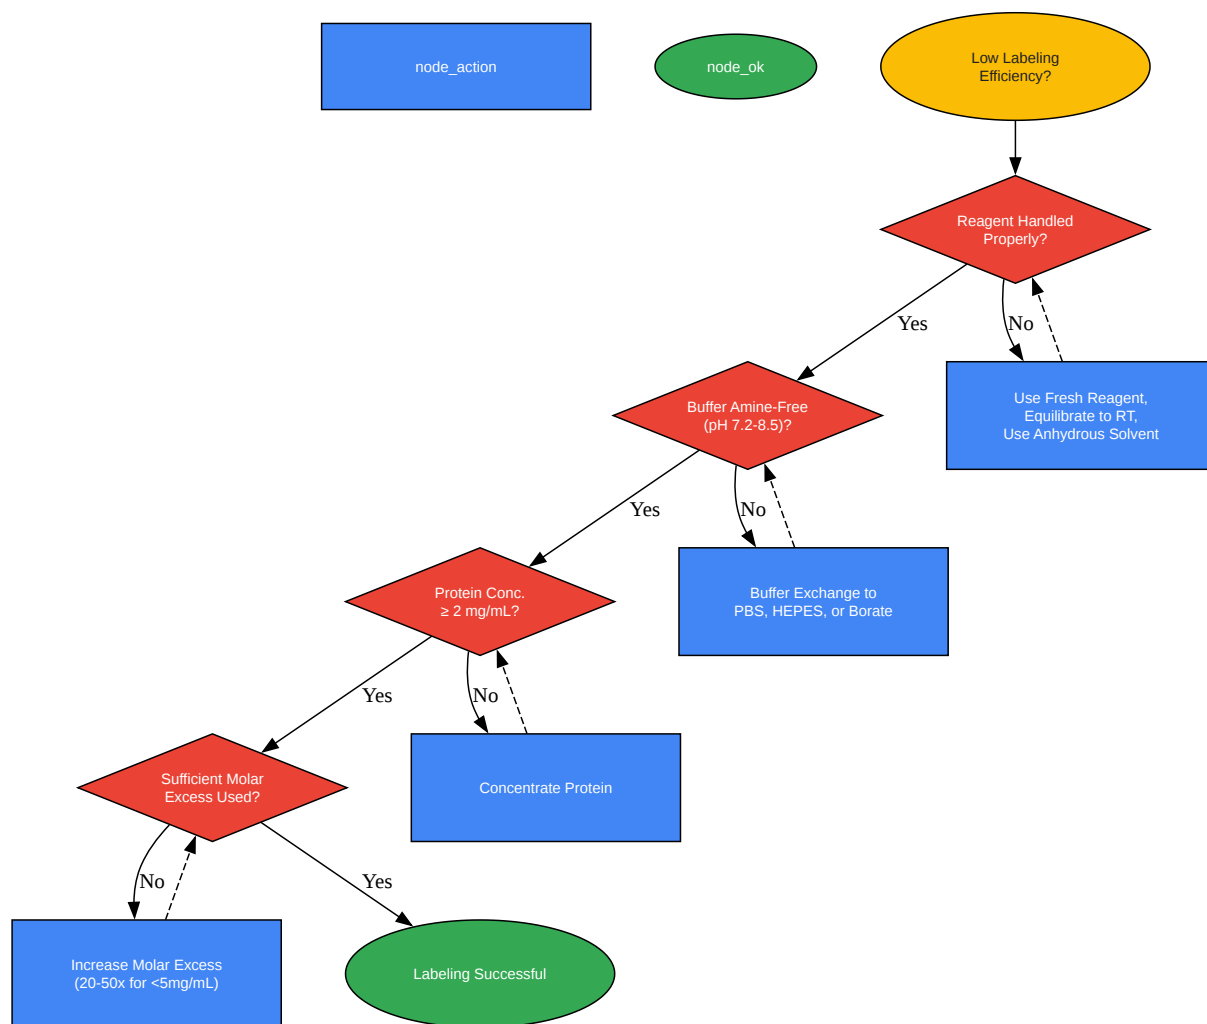 node_action
node_ok
Low Labeling
Efficiency?
Reagent Handled
Properly?
Yes
No
Use Fresh Reagent,
Equilibrate to RT,
Use Anhydrous Solvent
Buffer Amine-Free
(pH 7.2-8.5)?
Yes
No
Buffer Exchange to
PBS, HEPES, or Borate
Protein Conc.
≥ 2 mg/mL?
Yes
No
Concentrate Protein
Sufficient Molar
Excess Used?
No
Yes
Increase Molar Excess
(20-50x for <5mg/mL)
Labeling Successful